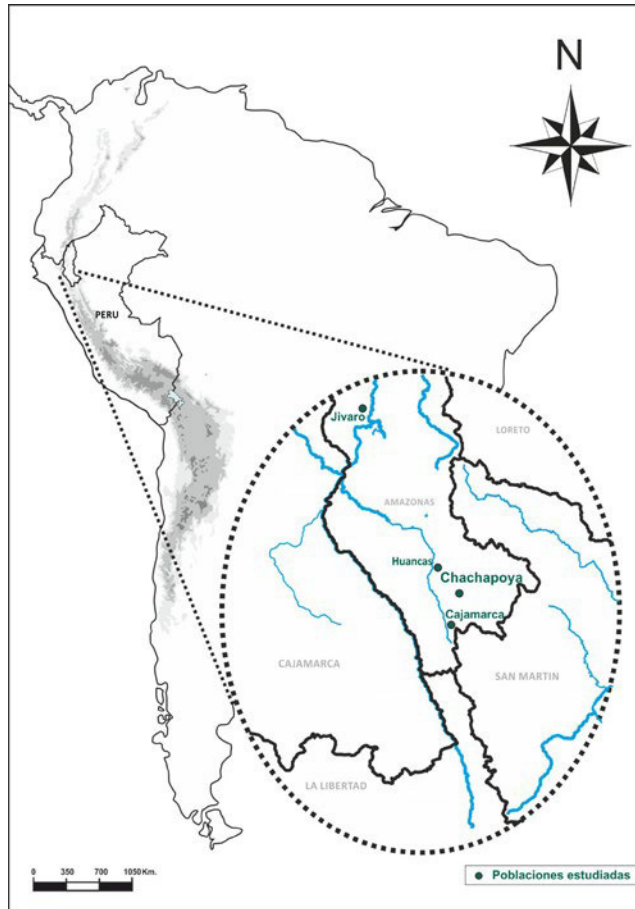 N
PERU
Jivaro
LORETO
AMAZONAS
Huancas
Chachapoya
Cajamarca
CAJAMARCA
SAN MARTIN
LA LIBERTAD
0 350 700 1050 Km.
Poblaciones estudiadas